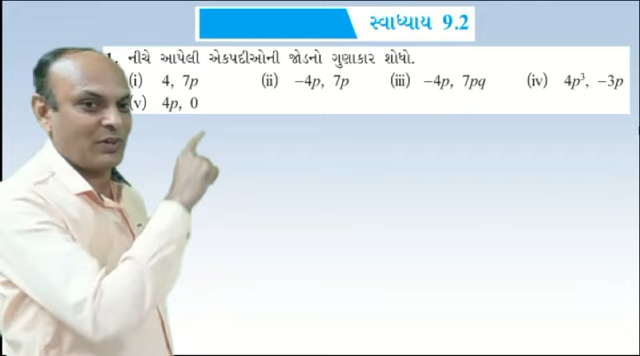 સ્વાધ્યાય 9.2
1. નીચે આપેલી એકપદીઓની જોડનો ગુણાકાર શોધો.
(i) 4, 7p (ii) −4p, 7p (iii) −4p, 7pq (iv) 4p³, −3p
(v) 4p, 0